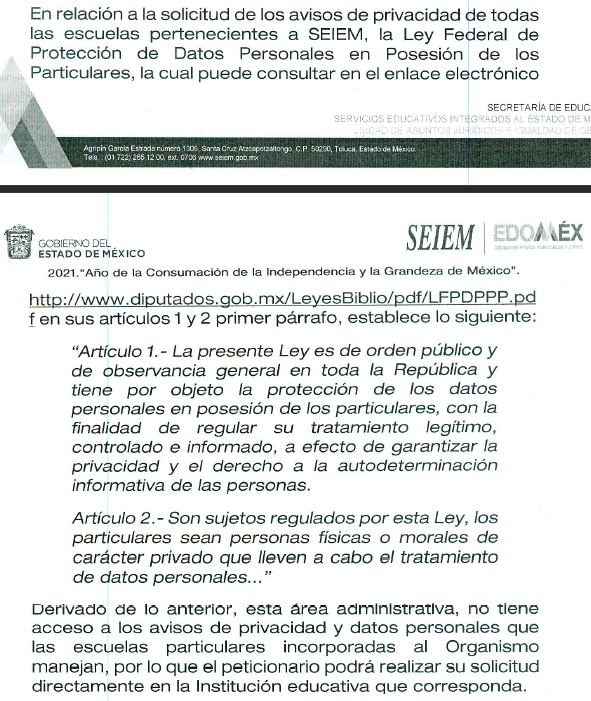 En relación a la solicitud de los avisos de privacidad de todas
las escuelas pertenecientes a SEIEM, la Ley Federal de
Protección de Datos Personales en Posesión de los
Particulares, la cual puede consultar en el enlace electrónico
SECRETARÍA DE EDUC
SERVICIOS EDUCATIVOS INTEGRADOS AL ESTADO DE M
UNIDAD DE ASUNTOS JURÍDICOS E IGUALDAD DE GÉ
Agripín García Estrada número 1306, Santa Cruz Atzcapotzaltongo. C.P. 50290, Toluca, Estado de México.
Tels.: (01 722) 265 12 00, ext. 0706 www.seiem.gob.mx
GOBIERNO DEL
ESTADO DE MÉXICO
SEIEM
EDOMÉX
2021."Año de la Consumación de la Independencia y la Grandeza de México".
http://www.diputados.gob.mx/LeyesBiblio/pdf/LFPDPPP.pd
f en sus artículos 1 y 2 primer párrafo, establece lo siguiente:
"Artículo 1.- La presente Ley es de orden público y
de observancia general en toda la República y
tiene por objeto la protección de los datos
personales en posesión de los particulares, con la
finalidad de regular su tratamiento legítimo,
controlado e informado, a efecto de garantizar la
privacidad y el derecho a la autodeterminación
informativa de las personas.
Artículo 2.- Son sujetos regulados por esta Ley, los
particulares sean personas físicas o morales de
carácter privado que lleven a cabo el tratamiento
de datos personales..."
Derivado de lo anterior, esta área administrativa, no tiene
acceso a los avisos de privacidad y datos personales que
las escuelas particulares incorporadas al Organismo
manejan, por lo que el peticionario podrá realizar su solicitud
directamente en la Institución educativa que corresponda.